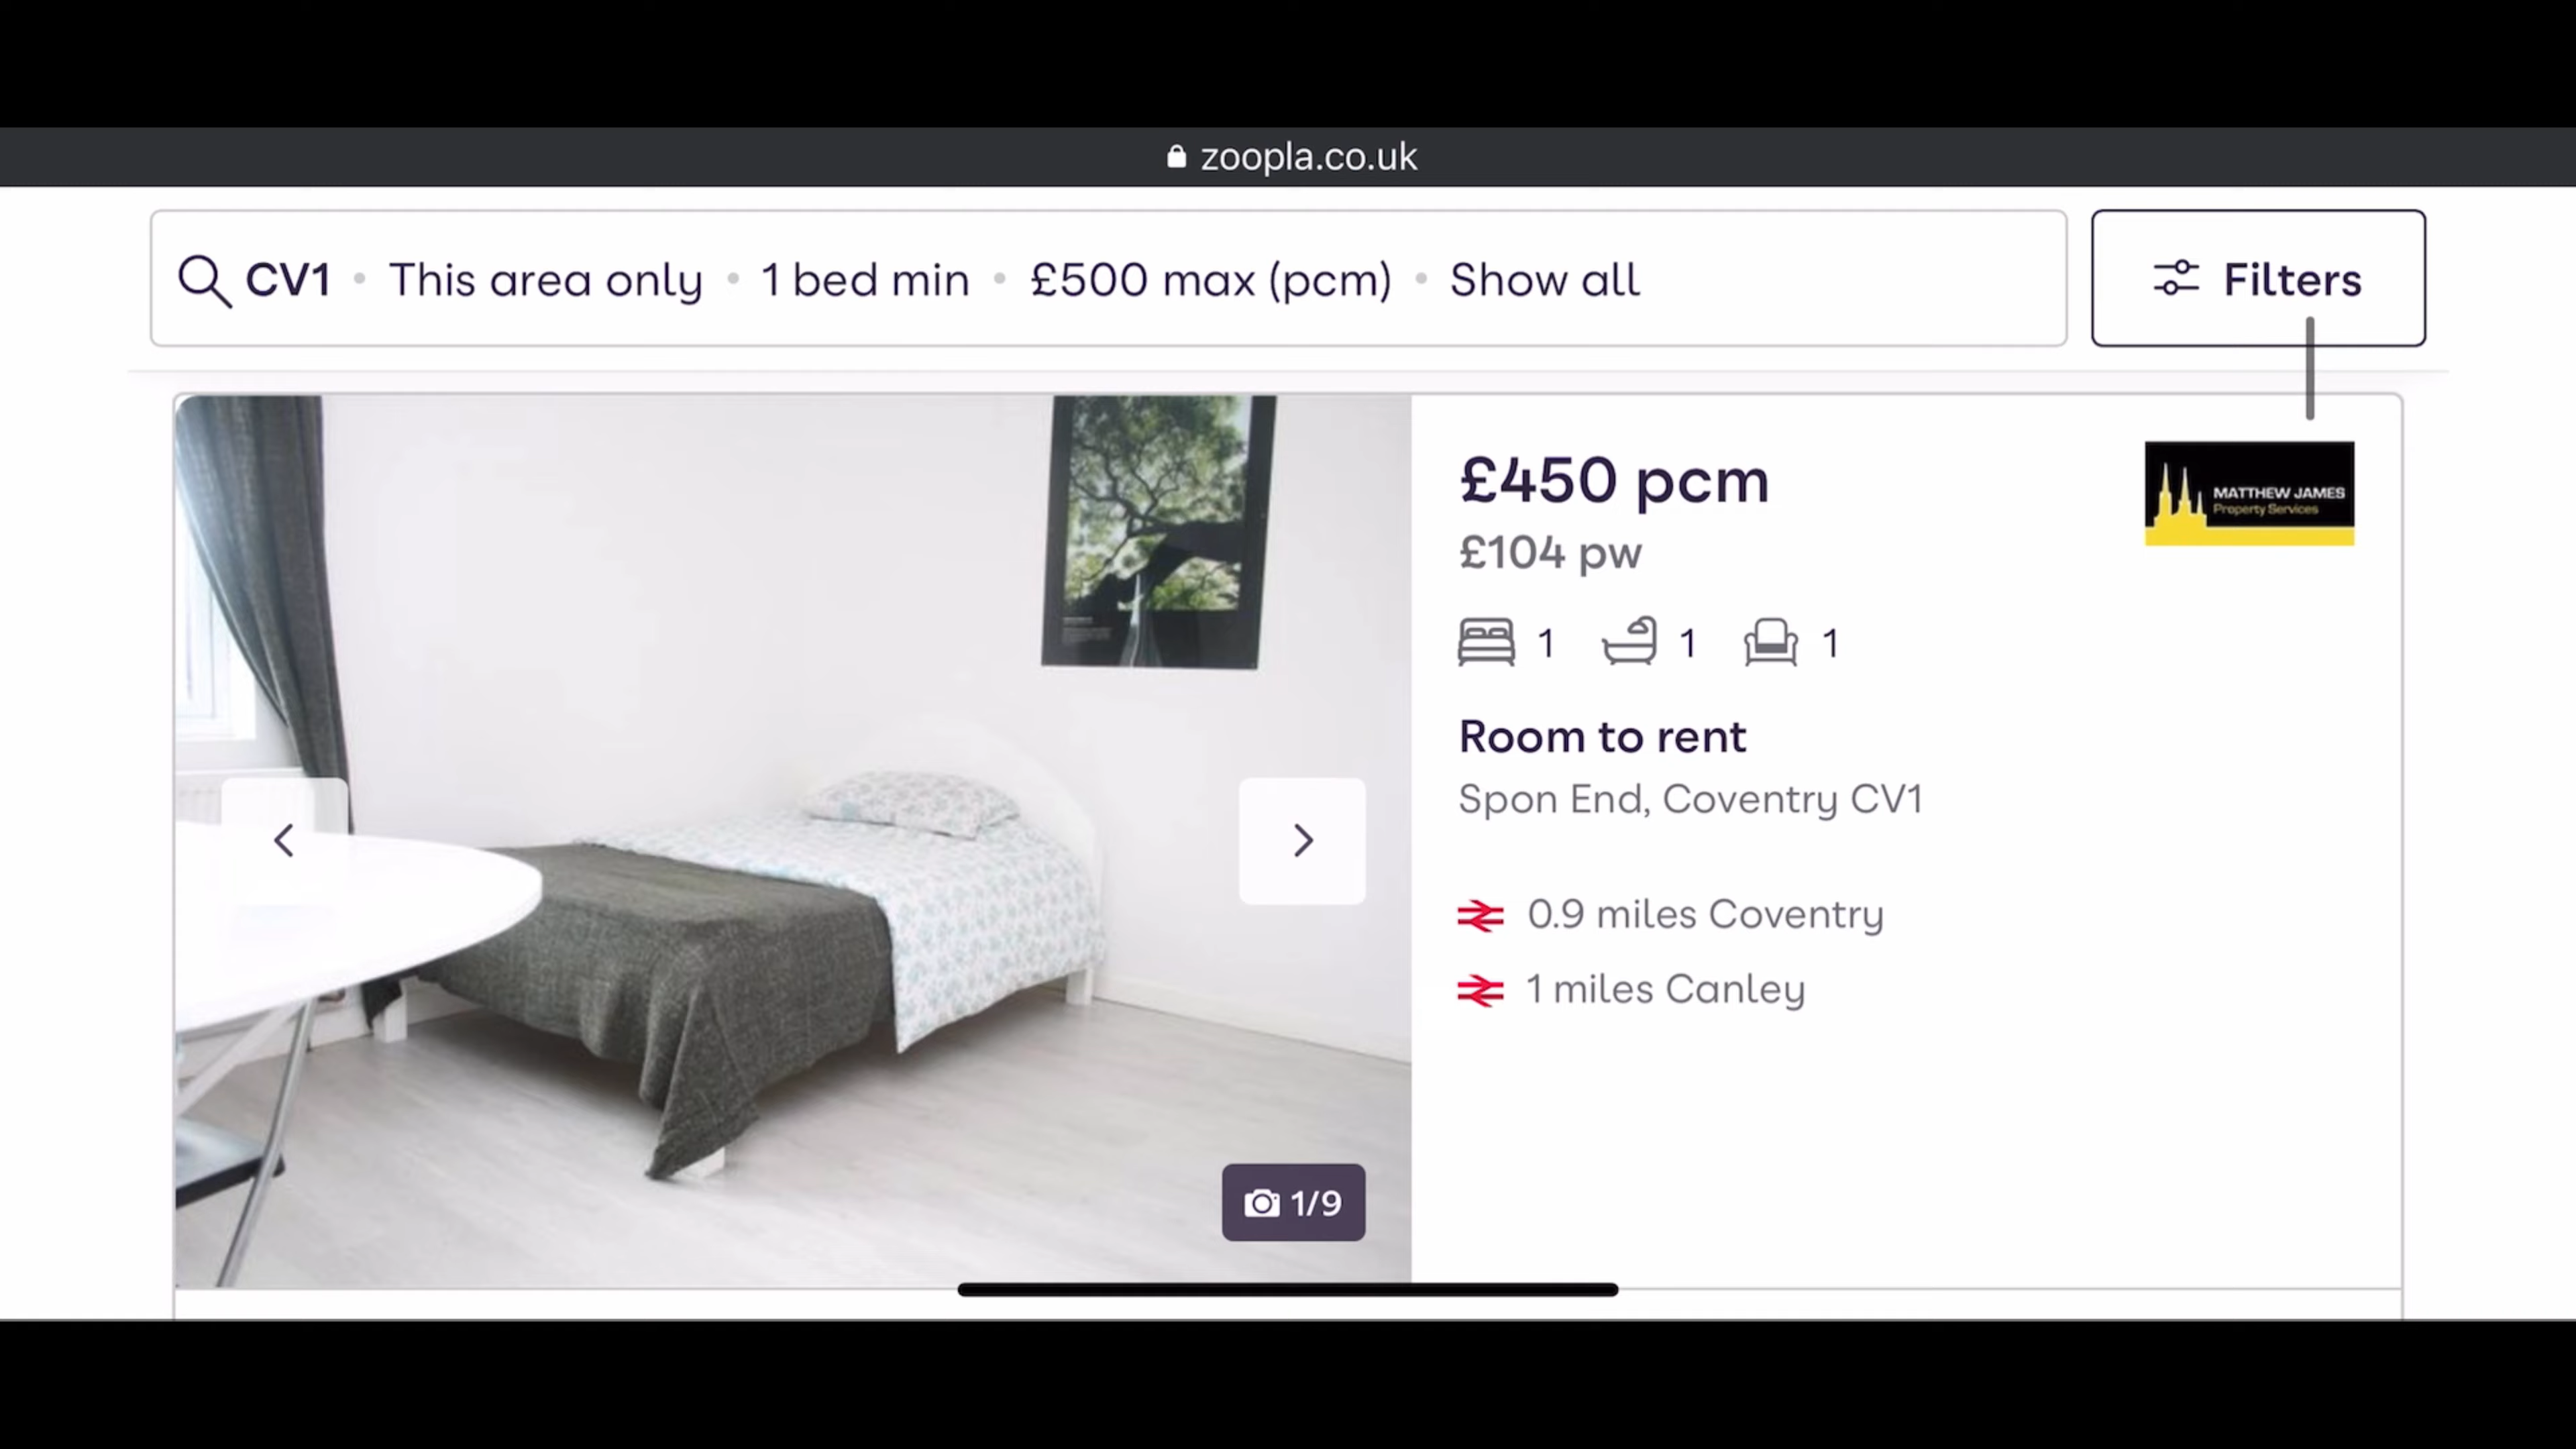 zoopla.co.uk
CV1 • This area only • 1 bed min • £500 max (pcm) • Show all
Filters
£450 pcm
MATTHEW JAMES
Property Services
£104 pw
1 1 1
Room to rent
Spon End, Coventry CV1
0.9 miles Coventry
1 miles Canley
1/9